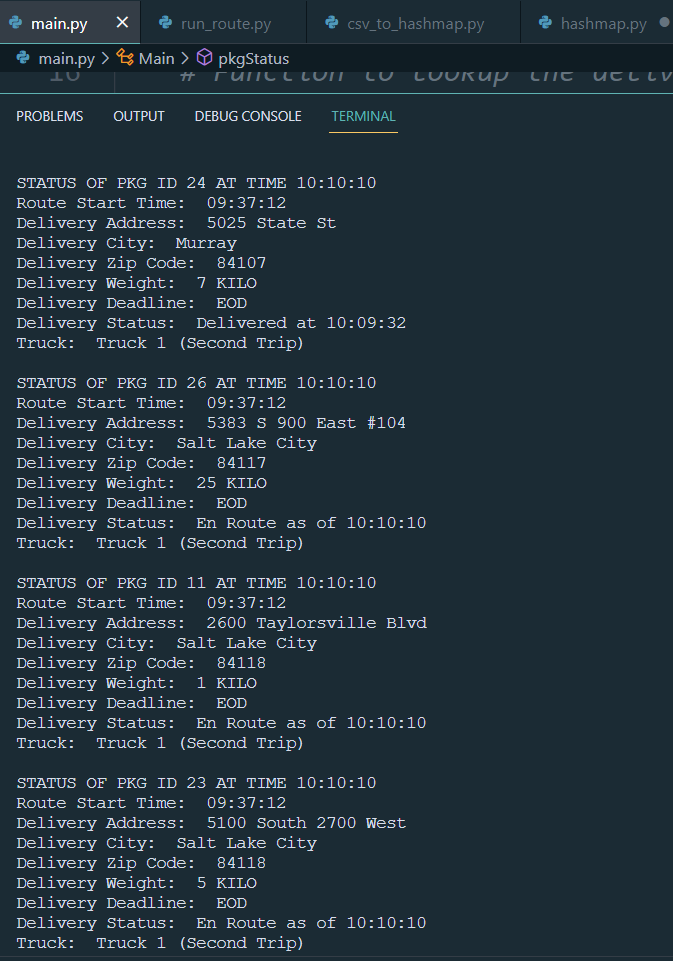 main.py × run_route.py csv_to_hashmap.py hashmap.py ●
main.py > Main > pkgStatus
16 # Function to lookup the deliv
PROBLEMS OUTPUT DEBUG CONSOLE TERMINAL
STATUS OF PKG ID 24 AT TIME 10:10:10
Route Start Time:  09:37:12
Delivery Address:  5025 State St
Delivery City:  Murray
Delivery Zip Code:  84107
Delivery Weight:  7 KILO
Delivery Deadline:  EOD
Delivery Status:  Delivered at 10:09:32
Truck:  Truck 1 (Second Trip)
STATUS OF PKG ID 26 AT TIME 10:10:10
Route Start Time:  09:37:12
Delivery Address:  5383 S 900 East #104
Delivery City:  Salt Lake City
Delivery Zip Code:  84117
Delivery Weight:  25 KILO
Delivery Deadline:  EOD
Delivery Status:  En Route as of 10:10:10
Truck:  Truck 1 (Second Trip)
STATUS OF PKG ID 11 AT TIME 10:10:10
Route Start Time:  09:37:12
Delivery Address:  2600 Taylorsville Blvd
Delivery City:  Salt Lake City
Delivery Zip Code:  84118
Delivery Weight:  1 KILO
Delivery Deadline:  EOD
Delivery Status:  En Route as of 10:10:10
Truck:  Truck 1 (Second Trip)
STATUS OF PKG ID 23 AT TIME 10:10:10
Route Start Time:  09:37:12
Delivery Address:  5100 South 2700 West
Delivery City:  Salt Lake City
Delivery Zip Code:  84118
Delivery Weight:  5 KILO
Delivery Deadline:  EOD
Delivery Status:  En Route as of 10:10:10
Truck:  Truck 1 (Second Trip)